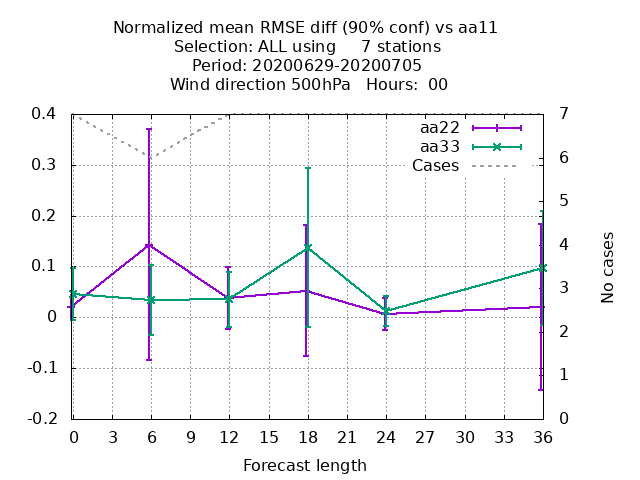 Normalized mean RMSE diff (90% conf) vs aa11
Selection: ALL using     7 stations
Period: 20200629-20200705
Wind direction 500hPa   Hours:  00
0.4
0.3
0.2
0.1
0
-0.1
-0.2
7
6
5
4
3
2
1
0
aa22
aa33
Cases
No cases
0 3 6 9 12 15 18 21 24 27 30 33 36
Forecast length